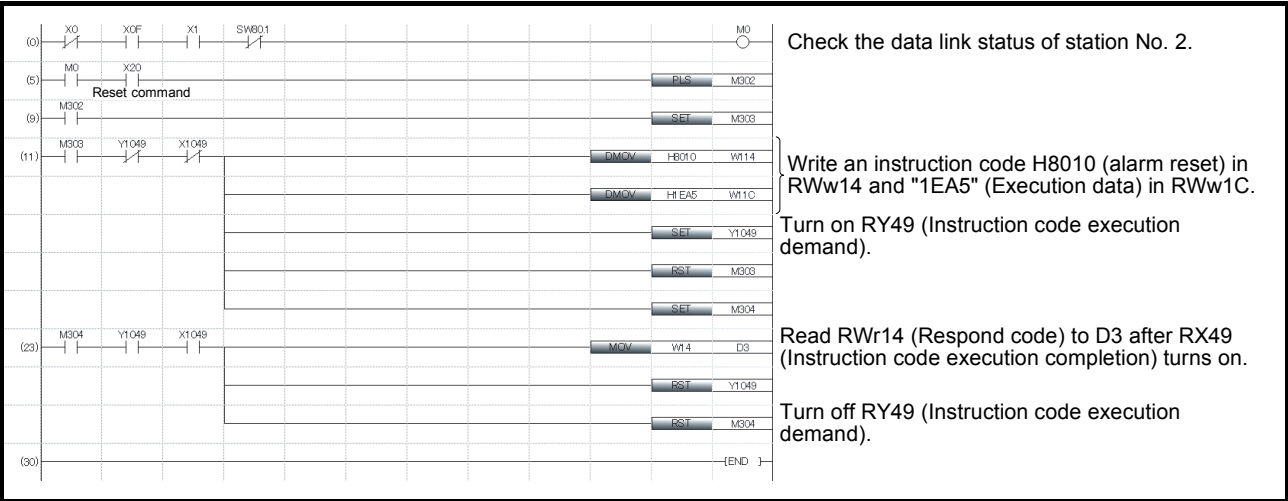 X0 X0F X1 SW80.1 M0
(0)
Check the data link status of station No. 2.
M0 X20
(5) PLS M302
Reset command
M302
(9) SET M303
M303 Y1049 X1049
(11) DMOV H8010 W114
Write an instruction code H8010 (alarm reset) in
RWw14 and "1EA5" (Execution data) in RWw1C.
DMOV H1EA5 W11C
Turn on RY49 (Instruction code execution
demand).
SET Y1049
RST M303
SET M304
M304 Y1049 X1049
(23) MOV W14 D3
Read RWr14 (Respond code) to D3 after RX49
(Instruction code execution completion) turns on.
RST Y1049
Turn off RY49 (Instruction code execution
demand).
RST M304
(30) [END ]